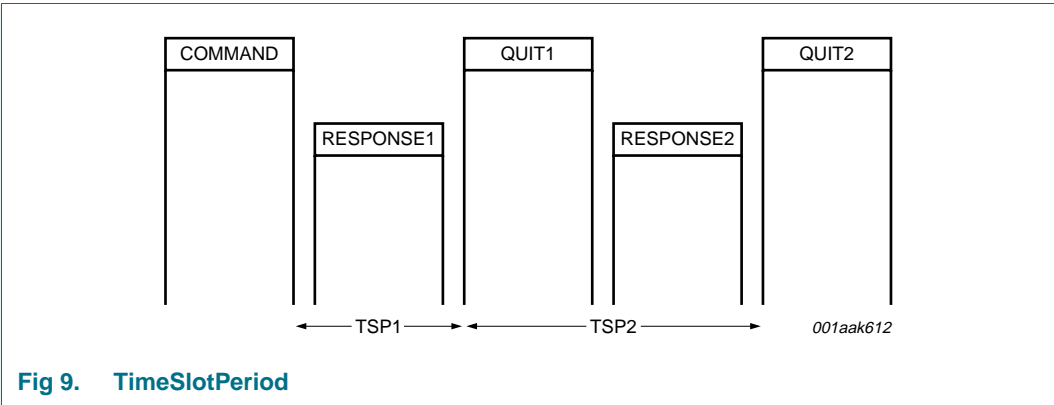 COMMAND
QUIT1
QUIT2
RESPONSE1
RESPONSE2
TSP1
TSP2
001aak612
Fig 9. TimeSlotPeriod